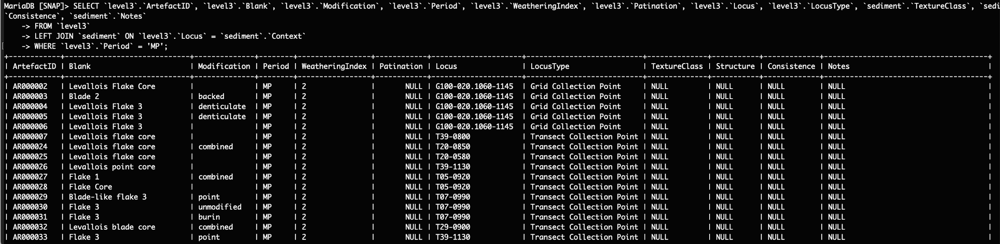 MariaDB [SNAP]> SELECT `level3`.`ArtefactID`, `level3`.`Blank`, `level3`.`Modification`, `level3`.`Period`, `level3`.`WeatheringIndex`, `level3`.`Patination`, `level3`.`Locus`, `level3`.`LocusType`, `sediment`.`TextureClass`, `sedi
`Consistence`, `sediment`.`Notes`
    -> FROM `level3`
    -> LEFT JOIN `sediment` ON `level3`.`Locus` = `sediment`.`Context`
    -> WHERE `level3`.`Period` = 'MP';
| ArtefactID | Blank | Modification | Period | WeatheringIndex | Patination | Locus | LocusType | TextureClass | Structure | Consistence | Notes |
| AR000002 | Levallois Flake Core | | MP | 2 | NULL | G100-020.1060-1145 | Grid Collection Point | NULL | NULL | NULL | NULL |
| AR000003 | Blade 2 | backed | MP | 2 | NULL | G100-020.1060-1145 | Grid Collection Point | NULL | NULL | NULL | NULL |
| AR000004 | Levallois Flake 3 | denticulate | MP | 2 | NULL | G100-020.1060-1145 | Grid Collection Point | NULL | NULL | NULL | NULL |
| AR000005 | Levallois Flake 3 | denticulate | MP | 2 | NULL | G100-020.1060-1145 | Grid Collection Point | NULL | NULL | NULL | NULL |
| AR000006 | Levallois Flake 3 | | MP | 2 | NULL | G100-020.1060-1145 | Grid Collection Point | NULL | NULL | NULL | NULL |
| AR000007 | Levallois flake core | | MP | 2 | NULL | T39-0800 | Transect Collection Point | NULL | NULL | NULL | NULL |
| AR000024 | Levallois flake core | combined | MP | 2 | NULL | T20-0850 | Transect Collection Point | NULL | NULL | NULL | NULL |
| AR000025 | Levallois flake core | | MP | 2 | NULL | T20-0580 | Transect Collection Point | NULL | NULL | NULL | NULL |
| AR000026 | Levallois point core | | MP | 2 | NULL | T39-1130 | Transect Collection Point | NULL | NULL | NULL | NULL |
| AR000027 | Flake 1 | combined | MP | 2 | NULL | T05-0920 | Transect Collection Point | NULL | NULL | NULL | NULL |
| AR000028 | Flake Core | | MP | 2 | NULL | T05-0920 | Transect Collection Point | NULL | NULL | NULL | NULL |
| AR000029 | Blade-like flake 3 | point | MP | 2 | NULL | T07-0990 | Transect Collection Point | NULL | NULL | NULL | NULL |
| AR000030 | Flake 3 | unmodified | MP | 2 | NULL | T07-0990 | Transect Collection Point | NULL | NULL | NULL | NULL |
| AR000031 | Flake 3 | burin | MP | 2 | NULL | T07-0990 | Transect Collection Point | NULL | NULL | NULL | NULL |
| AR000032 | Levallois blade core | combined | MP | 2 | NULL | T29-0900 | Transect Collection Point | NULL | NULL | NULL | NULL |
| AR000033 | Flake 3 | point | MP | 2 | NULL | T39-1130 | Transect Collection Point | NULL | NULL | NULL | NULL |